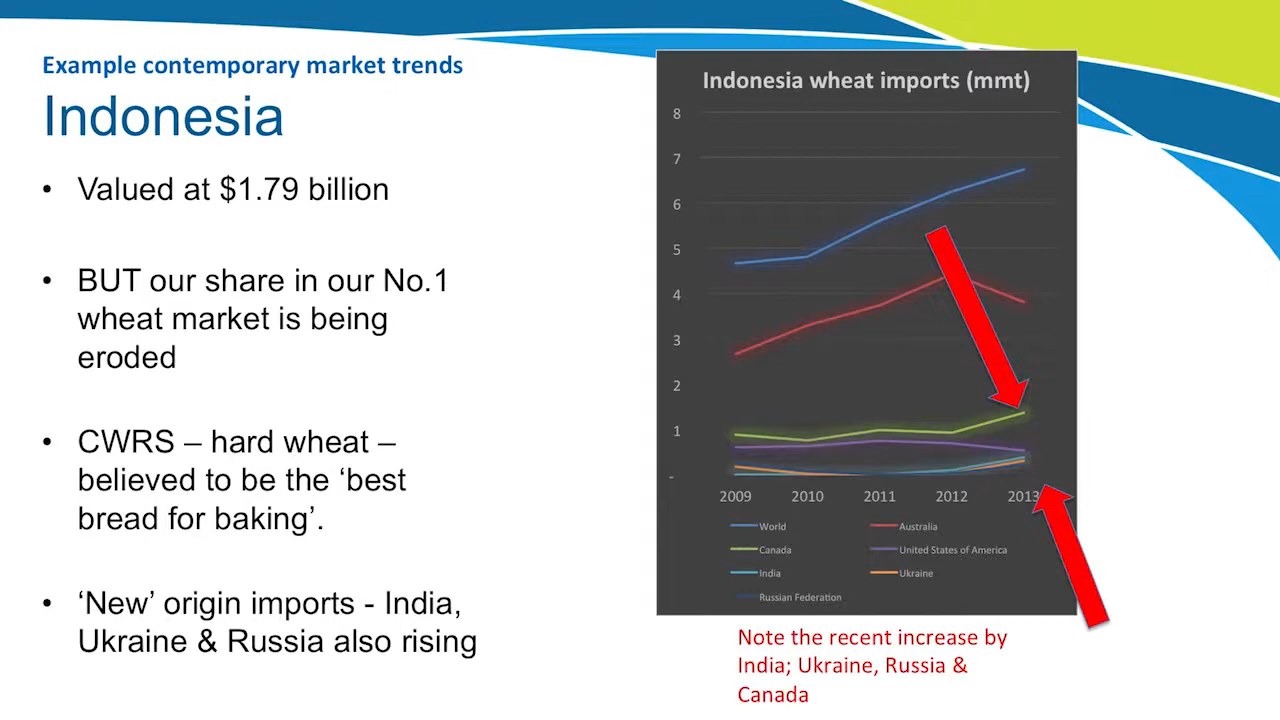 Example contemporary market trends
Indonesia
• Valued at $1.79 billion
• BUT our share in our No.1
wheat market is being
eroded
• CWRS – hard wheat –
believed to be the ‘best
bread for baking’.
• ‘New’ origin imports - India,
Ukraine & Russia also rising
Indonesia wheat imports (mmt)
8
7
6
5
4
3
2
1
-
2009 2010 2011 2012 2013
World Australia
Canada United States of America
India Ukraine
Russian Federation
Note the recent increase by
India; Ukraine, Russia &
Canada